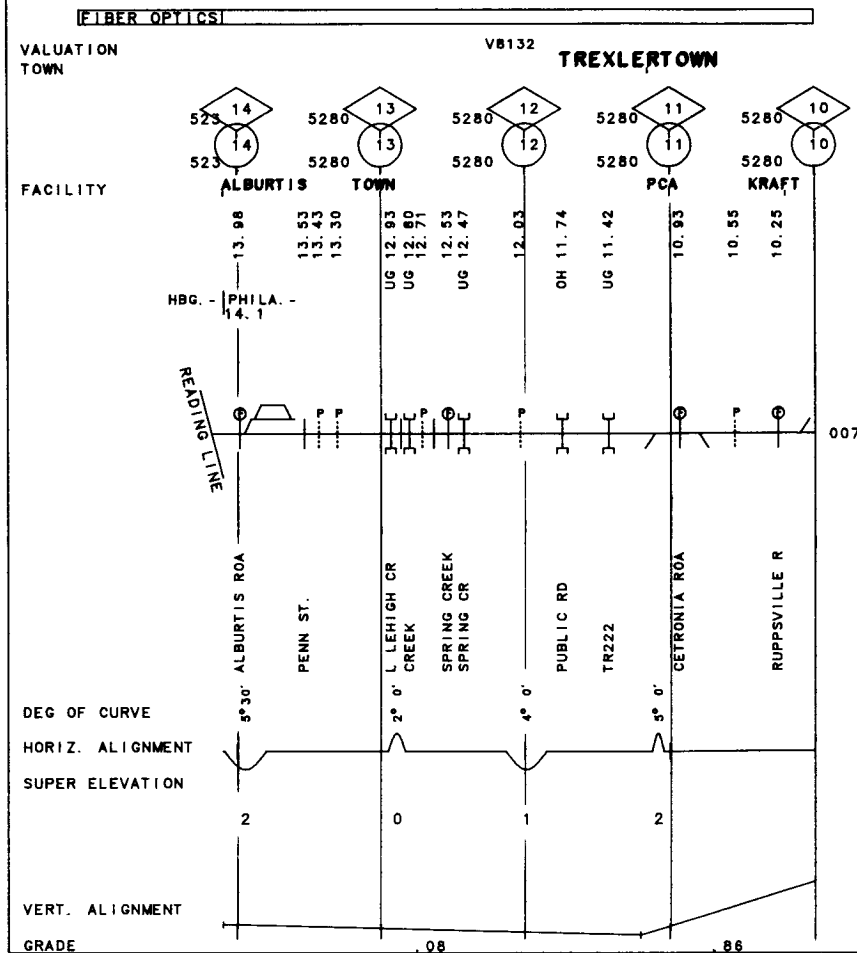 FIBER OPTICS
VALUATION V8132
TOWN TREXLERTOWN
14 13 12 11 10
523 5280 5280 5280 5280
14 13 12 11 10
523 5280 5280 5280 5280
FACILITY ALBURTIS TOWN PCA KRAFT
13.98
13.53
13.43
13.30
UG 12.93
UG 12.80
12.71
12.53
UG 12.47
12.03
OH 11.74
UG 11.42
10.93
10.55
10.25
HBG. - PHILA. -
14.1
READING LINE
P P P P P P P P P
007
ALBURTIS ROA
PENN ST.
L LEHIGH CR
CREEK
SPRING CREEK
SPRING CR
PUBLIC RD
TR222
CETRONIA ROA
RUPPSVILLE R
DEG OF CURVE 5°30' 2° 0' 4° 0' 5° 0'
HORIZ. ALIGNMENT
SUPER ELEVATION
2 0 1 2
VERT. ALIGNMENT
GRADE .08 .86